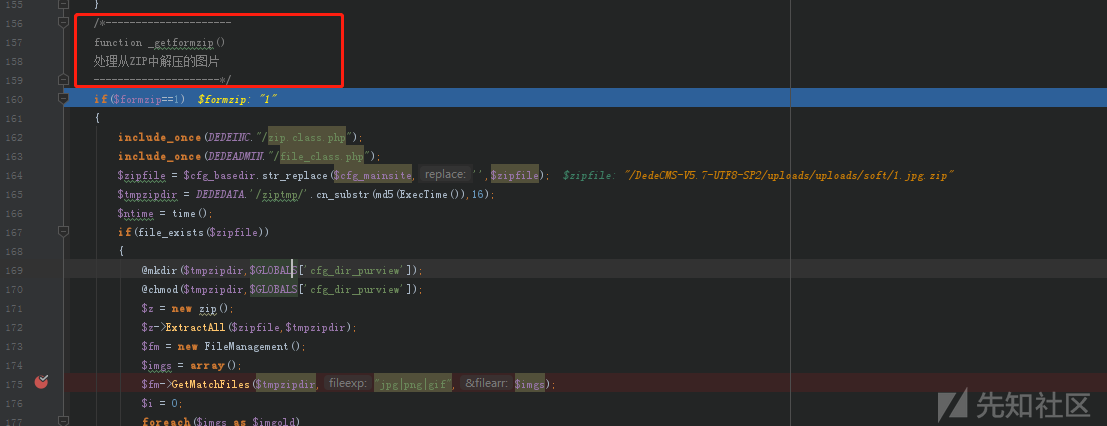 155 }
156 /*---------------------
157 function _getformzip()
158 处理从ZIP中解压的图片
159 ---------------------*/
160 if($formzip==1) $formzip: "1"
161 {
162 include_once(DEDEINC."/zip.class.php");
163 include_once(DEDEADMIN."/file_class.php");
164 $zipfile = $cfg_basedir.str_replace($cfg_mainsite, replace: '',$zipfile); $zipfile: "/DedeCMS-V5.7-UTF8-SP2/uploads/uploads/soft/1.jpg.zip"
165 $tmpzipdir = DEDEDATA.'/ziptmp/'.cn_substr(md5(ExecTime()),16);
166 $ntime = time();
167 if(file_exists($zipfile))
168 {
169 @mkdir($tmpzipdir,$GLOBALS['cfg_dir_purview']);
170 @chmod($tmpzipdir,$GLOBALS['cfg_dir_purview']);
171 $z = new zip();
172 $z->ExtractAll($zipfile,$tmpzipdir);
173 $fm = new FileManagement();
174 $imgs = array();
175 $fm->GetMatchFiles($tmpzipdir, fileexp: "jpg|png|gif", &filearr: $imgs);
176 $i = 0;
177 foreach($imgs as $imgold)
先知社区